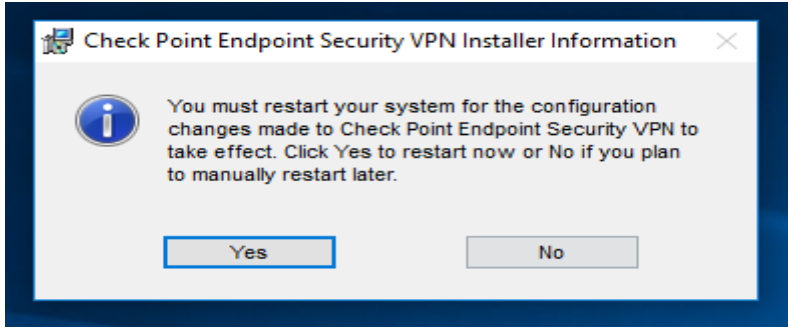 Check Point Endpoint Security VPN Installer Information
You must restart your system for the configuration
changes made to Check Point Endpoint Security VPN to
take effect. Click Yes to restart now or No if you plan
to manually restart later.
Yes
No